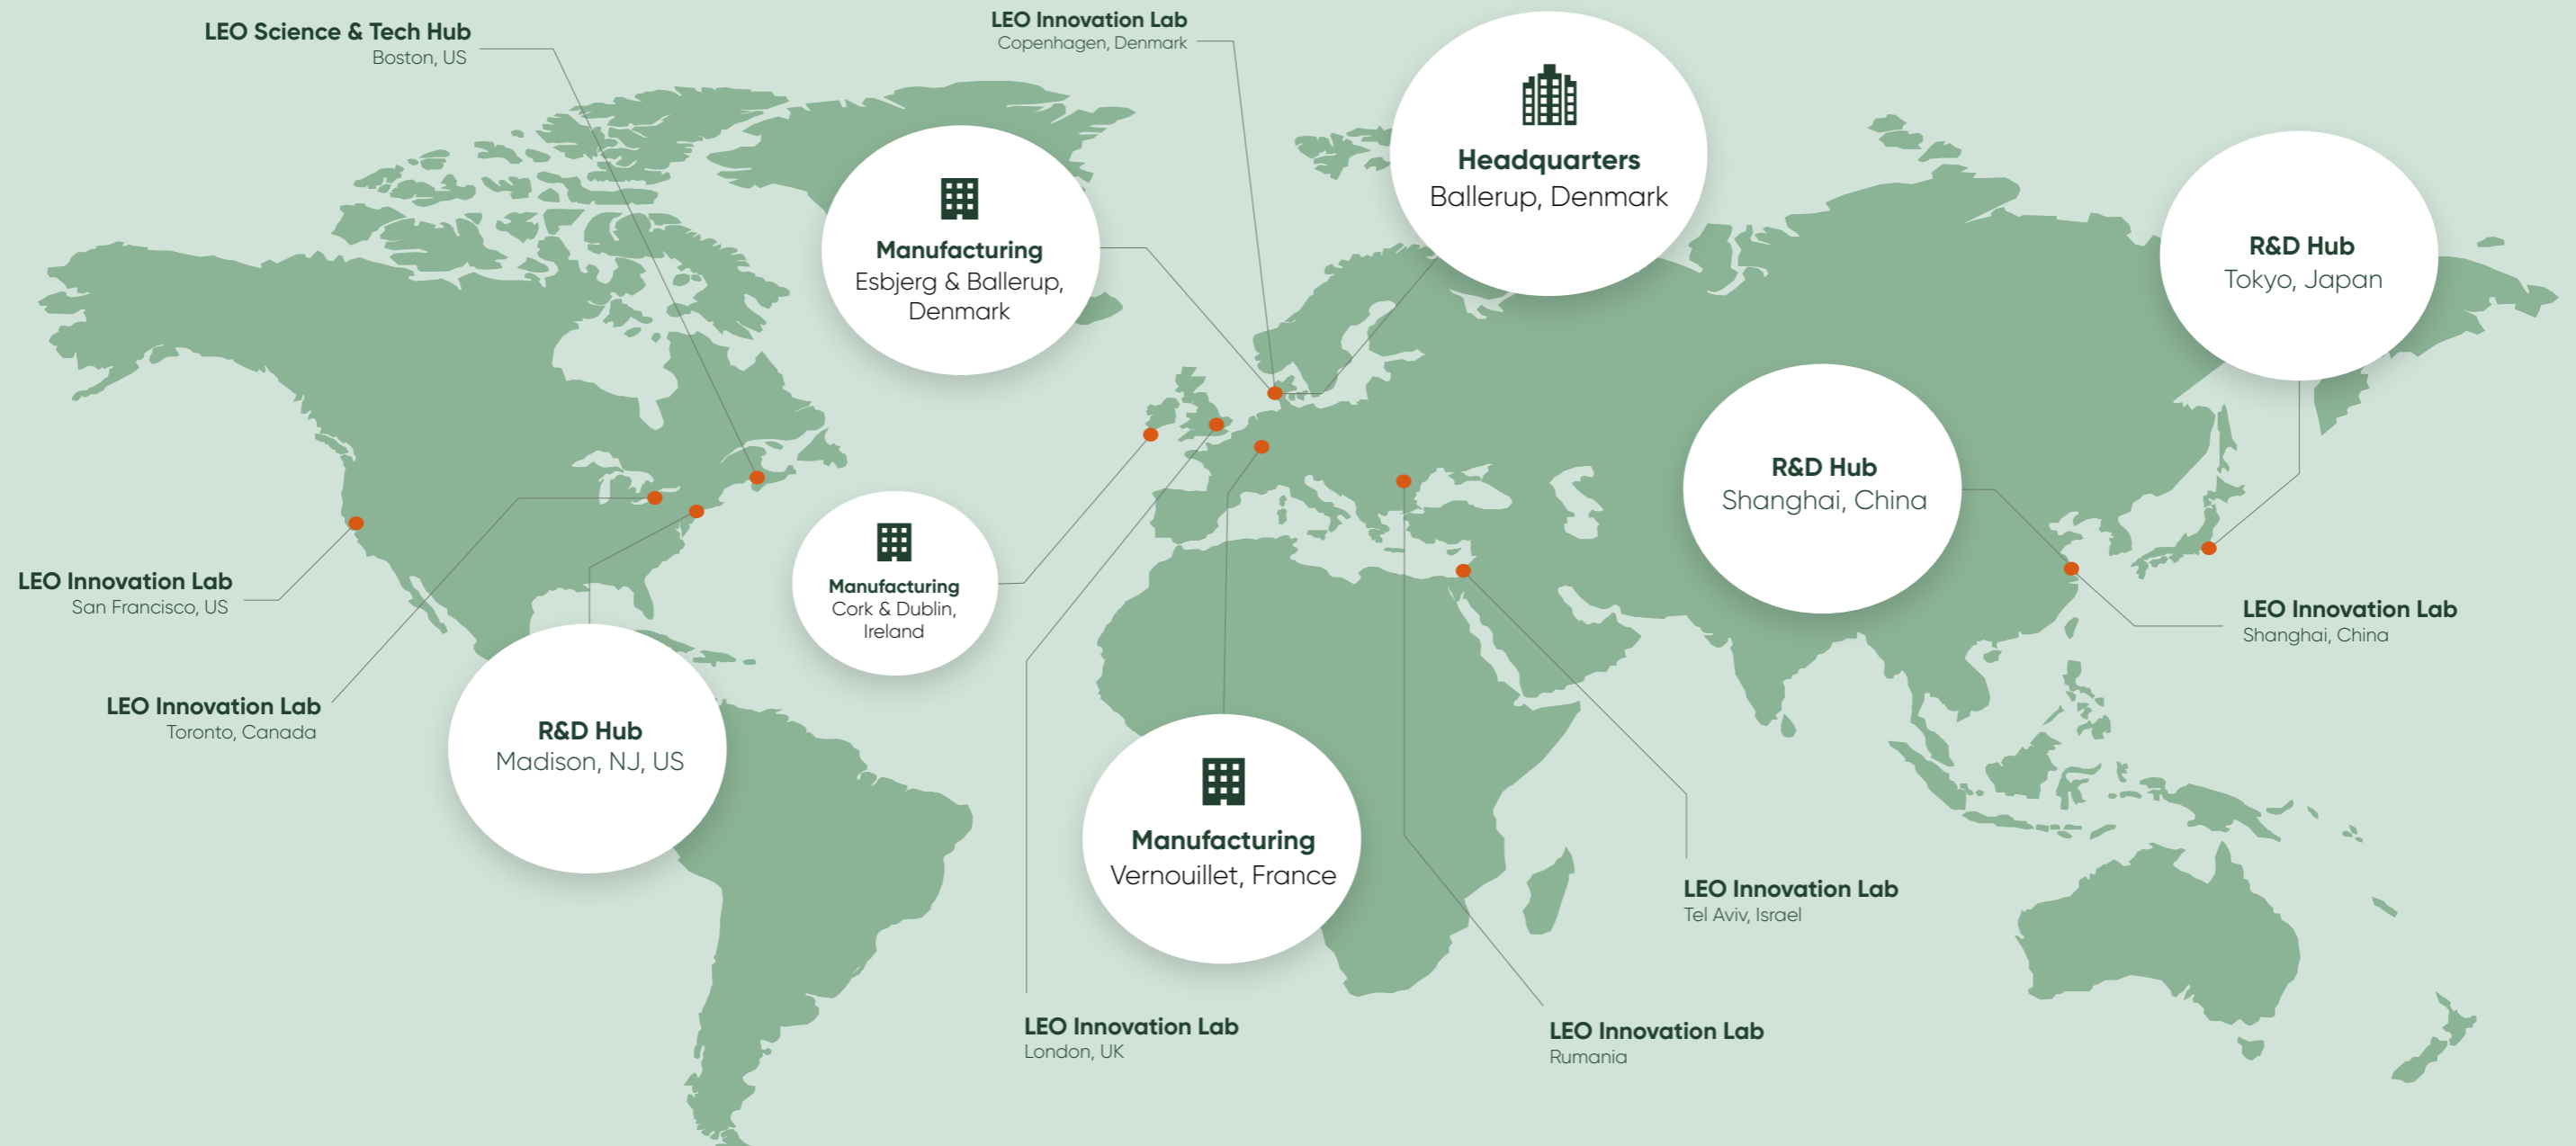 LEO Science & Tech Hub
Boston, US
LEO Innovation Lab
Copenhagen, Denmark
Headquarters
Ballerup, Denmark
Manufacturing
Esbjerg & Ballerup,
Denmark
R&D Hub
Tokyo, Japan
R&D Hub
Shanghai, China
LEO Innovation Lab
San Francisco, US
Manufacturing
Cork & Dublin,
Ireland
LEO Innovation Lab
Shanghai, China
LEO Innovation Lab
Toronto, Canada
R&D Hub
Madison, NJ, US
Manufacturing
Vernouillet, France
LEO Innovation Lab
Tel Aviv, Israel
LEO Innovation Lab
London, UK
LEO Innovation Lab
Rumania